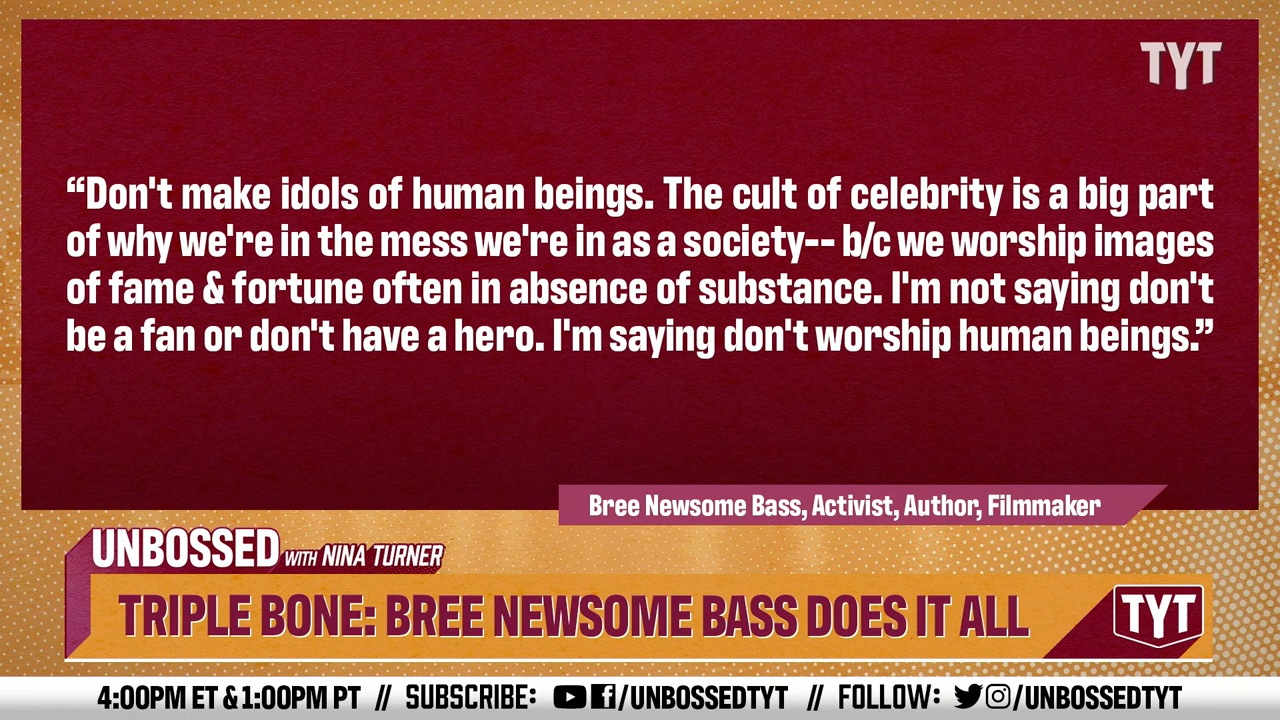 TYT
“Don't make idols of human beings. The cult of celebrity is a big part
of why we're in the mess we're in as a society-- b/c we worship images
of fame & fortune often in absence of substance. I'm not saying don't
be a fan or don't have a hero. I'm saying don't worship human beings.”
Bree Newsome Bass, Activist, Author, Filmmaker
UNBOSSED WITH NINA TURNER
TRIPLE BONE: BREE NEWSOME BASS DOES IT ALL
TYT
4:00PM ET & 1:00PM PT // SUBSCRIBE: /UNBOSSEDTYT // FOLLOW: /UNBOSSEDTYT